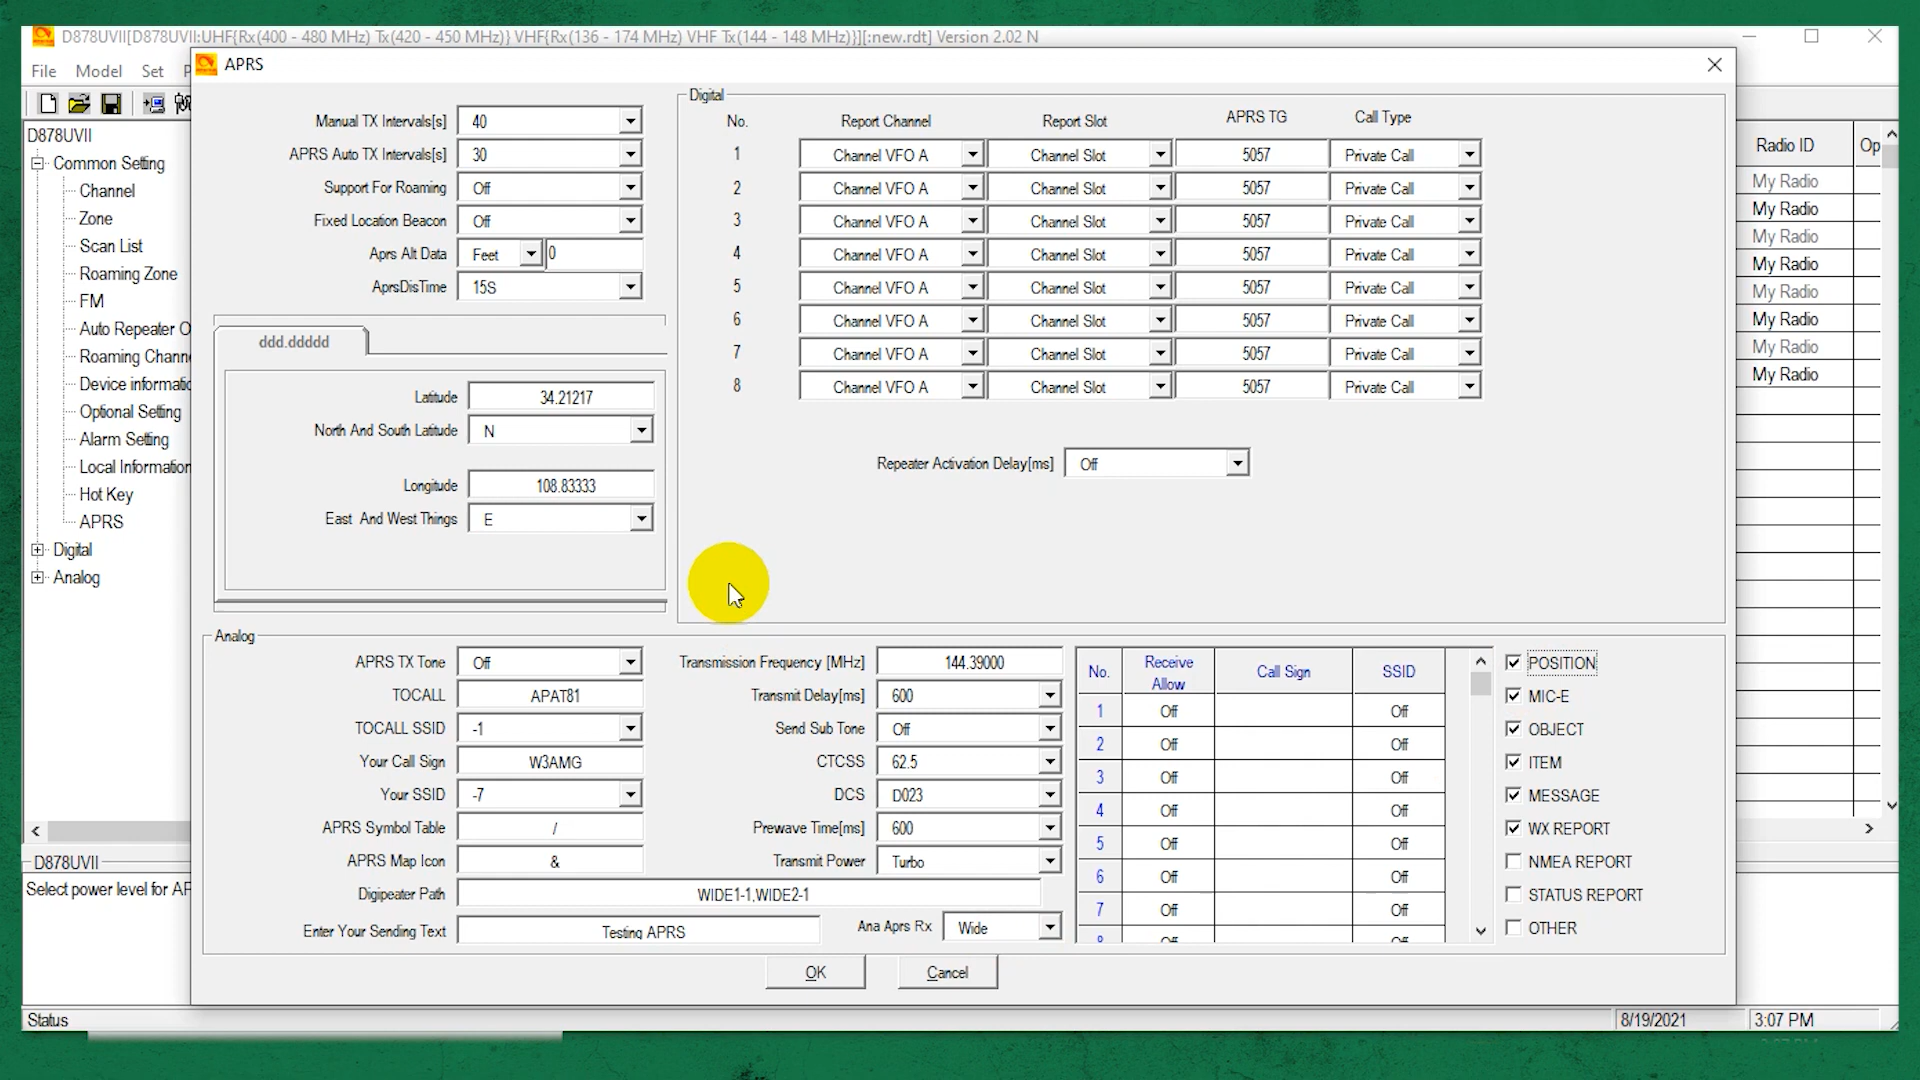 D878UVII[D878UVII:UHF{Rx(400 - 480 MHz) Tx(420 - 450 MHz)} VHF{Rx(136 - 174 MHz) VHF Tx(144 - 148 MHz)}][:new.rdt] Version 2.02 N
File Model Set P
APRS
D878UVII
Common Setting
Channel
Zone
Scan List
Roaming Zone
FM
Auto Repeater O
Roaming Chann
Device informatio
Optional Setting
Alarm Setting
Local Information
Hot Key
APRS
Digital
Analog
D878UVII
Select power level for AF
Manual TX Intervals[s] 40
APRS Auto TX Intervals[s] 30
Support For Roaming Off
Fixed Location Beacon Off
Aprs Alt Data Feet 0
AprsDisTime 15S
ddd.ddddd
Latitude 34.21217
North And South Latitude N
Longitude 108.83333
East And West Things E
Digital
No. Report Channel Report Slot APRS TG Call Type
1 Channel VFO A Channel Slot 5057 Private Call
2 Channel VFO A Channel Slot 5057 Private Call
3 Channel VFO A Channel Slot 5057 Private Call
4 Channel VFO A Channel Slot 5057 Private Call
5 Channel VFO A Channel Slot 5057 Private Call
6 Channel VFO A Channel Slot 5057 Private Call
7 Channel VFO A Channel Slot 5057 Private Call
8 Channel VFO A Channel Slot 5057 Private Call
Repeater Activation Delay[ms] Off
Radio ID Op
My Radio
My Radio
My Radio
My Radio
My Radio
My Radio
My Radio
My Radio
Analog
APRS TX Tone Off
TOCALL APAT81
TOCALL SSID -1
Your Call Sign W3AMG
Your SSID -7
APRS Symbol Table /
APRS Map Icon &
Digipeater Path WIDE1-1,WIDE2-1
Enter Your Sending Text Testing APRS
Transmission Frequency [MHz] 144.39000
Transmit Delay[ms] 600
Send Sub Tone Off
CTCSS 62.5
DCS D023
Prewave Time[ms] 600
Transmit Power Turbo
Ana Aprs Rx Wide
No. Receive Allow Call Sign SSID
1 Off Off
2 Off Off
3 Off Off
4 Off Off
5 Off Off
6 Off Off
7 Off Off
8 Off Off
POSITION
MIC-E
OBJECT
ITEM
MESSAGE
WX REPORT
NMEA REPORT
STATUS REPORT
OTHER
OK Cancel
Status 8/19/2021 3:07 PM